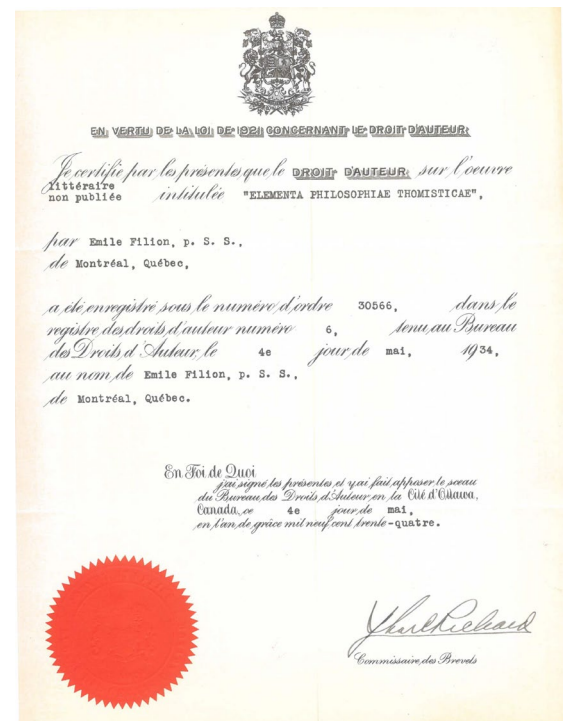 EN VERTU DE LA LOI DE 1921 CONCERNANT LE DROIT D'AUTEUR
Je certifie par les présentes que le DROIT D'AUTEUR sur l'oeuvre
littéraire
non publiée intitulée "ELEMENTA PHILOSOPHIAE THOMISTICAE",
par Emile Filion, p. S. S.,
de Montréal, Québec,
a été enregistré sous le numéro d'ordre 30566, dans le
registre des droits d'auteur numéro 6, tenu au Bureau
des Droits d'Auteur, le 4e jour de mai, 1934,
au nom de Emile Filion, p. S. S.,
de Montréal, Québec.
En Foi de Quoi
j'ai signé les présentes et y ai fait apposer le sceau
du Bureau des Droits d'Auteur, en la Cité d'Ottawa,
Canada, ce 4e jour de mai,
en l'an de grâce mil neuf cent trente-quatre.
Commissaire des Brevets